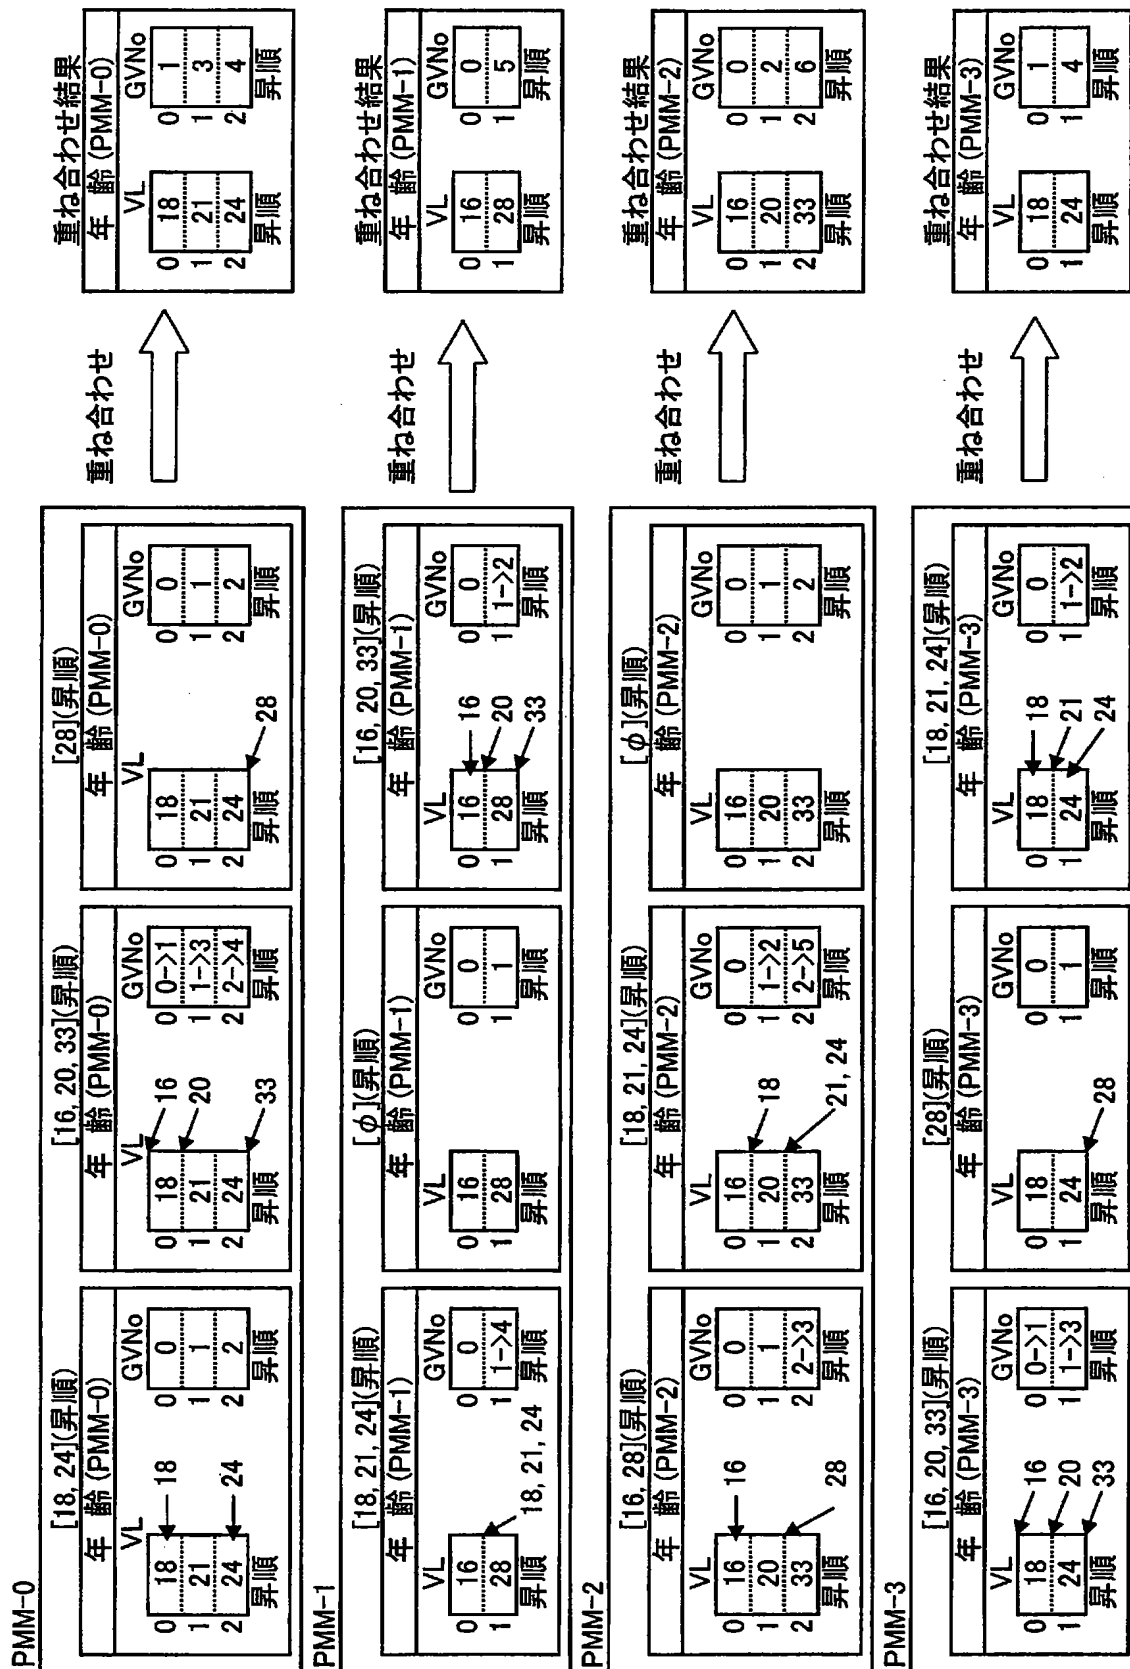 PMM-0
[18, 24](昇順)
年 齢 (PMM-0)
VL GVNo
0 18 18 0 0
1 21 1 1
2 24 24 2 2
昇順 昇順
[16, 20, 33](昇順)
年 齢 (PMM-0)
VL GVNo
16
0 18 0 0->1
20
1 21 1 1->3
2 24 2 2->4
33
昇順 昇順
[28](昇順)
年 齢 (PMM-0)
VL GVNo
0 18 0 0
1 21 1 1
2 24 2 2
28
昇順 昇順
重ね合わせ
重ね合わせ結果
年 齢 (PMM-0)
VL GVNo
0 18 0 1
1 21 1 3
2 24 2 4
昇順 昇順
PMM-1
[18, 21, 24](昇順)
年 齢 (PMM-1)
VL GVNo
0 16 0 0
18, 21, 24
1 28 1 1->4
昇順 昇順
[φ](昇順)
年 齢 (PMM-1)
VL GVNo
0 16 0 0
1 28 1 1
昇順 昇順
[16, 20, 33](昇順)
年 齢 (PMM-1)
VL GVNo
0 16 16 0 0
20
1 28 1 1->2
33
昇順 昇順
重ね合わせ
重ね合わせ結果
年 齢 (PMM-1)
VL GVNo
0 16 0 0
1 28 1 5
昇順 昇順
PMM-2
[16, 28](昇順)
年 齢 (PMM-2)
VL GVNo
0 16 16 0 0
1 20 1 1
28
2 33 2 2->3
昇順 昇順
[18, 21, 24](昇順)
年 齢 (PMM-2)
VL GVNo
0 16 0 0
18
1 20 1 1->2
21, 24
2 33 2 2->5
昇順 昇順
[φ](昇順)
年 齢 (PMM-2)
VL GVNo
0 16 0 0
1 20 1 1
2 33 2 2
昇順 昇順
重ね合わせ
重ね合わせ結果
年 齢 (PMM-2)
VL GVNo
0 16 0 0
1 20 1 2
2 33 2 6
昇順 昇順
PMM-3
[16, 20, 33](昇順)
年 齢 (PMM-3)
VL GVNo
16
0 18 0 0->1
20
1 24 1 1->3
33
昇順 昇順
[28](昇順)
年 齢 (PMM-3)
VL GVNo
0 18 0 0
1 24 1 1
28
昇順 昇順
[18, 21, 24](昇順)
年 齢 (PMM-3)
VL GVNo
0 18 18 0 0
21
1 24 24 1 1->2
昇順 昇順
重ね合わせ
重ね合わせ結果
年 齢 (PMM-3)
VL GVNo
0 18 0 1
1 24 1 4
昇順 昇順